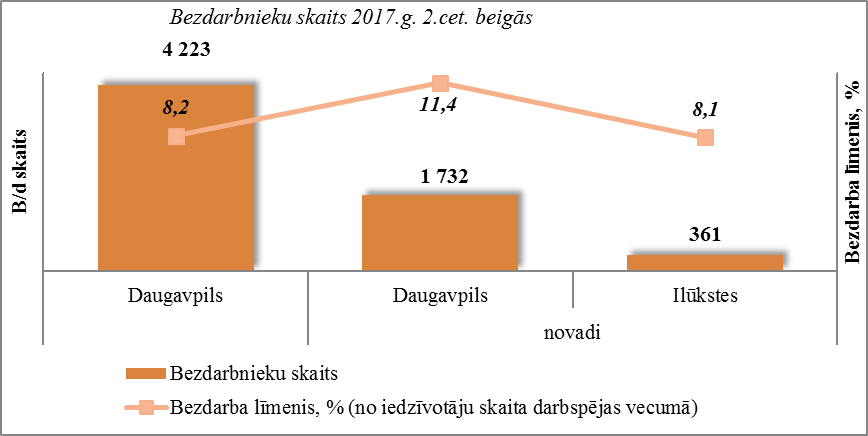 Bezdarbnieku skaits 2017.g. 2.cet. beigās
4 223
8,2
11,4
8,1
1 732
361
B/d skaits
Bezdarba līmenis, %
Daugavpils
Daugavpils
Ilūkstes
novadi
Bezdarbnieku skaits
Bezdarba līmenis, % (no iedzīvotāju skaita darbspējas vecumā)